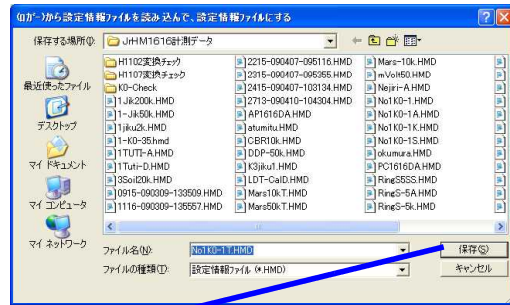 ﾛｶﾞｰﾄから設定情報ﾌｧｲﾙを読み込んで、設定情報ﾌｧｲﾙにする
保存する場所(I):
JrHM1616計測データ
最近使ったファイル
デスクトップ
マイ ドキュメント
マイ コンピュータ
マイ ネットワーク
H1102変換チェック
H1107変換チェック
K0-Check
1Jik200k.HMD
1-Jik50k.HMD
1jiku2k.HMD
1-K0-35.hmd
1TUTI-A.HMD
1Tuti-D.HMD
3Soil20k.HMD
0915-090309-133509.HMD
1116-090309-135557.HMD
2215-090407-095116.HMD
2315-090407-095355.HMD
2415-090407-103134.HMD
2713-090410-104304.HMD
AP1616DA.HMD
atumitu.HMD
CBR10k.HMD
DDP-50k.HMD
K3jiku1.HMD
LDT-CalD.HMD
Mars10kT.HMD
Mars50kT.HMD
Mars-10k.HMD
mVolt50.HMD
Nejiri-A.HMD
No1K0-1.HMD
No1K0-1A.HMD
No1K0-1K.HMD
No1K0-1S.HMD
okumura.HMD
PC1616DA.HMD
RingS5SS.HMD
RingS-5A.HMD
RingS-5k.HMD
ファイル名(N):
No1K0-1T.HMD
保存(S)
ファイルの種類(T):
設定情報ﾌｧｲﾙ (*.HMD)
キャンセル